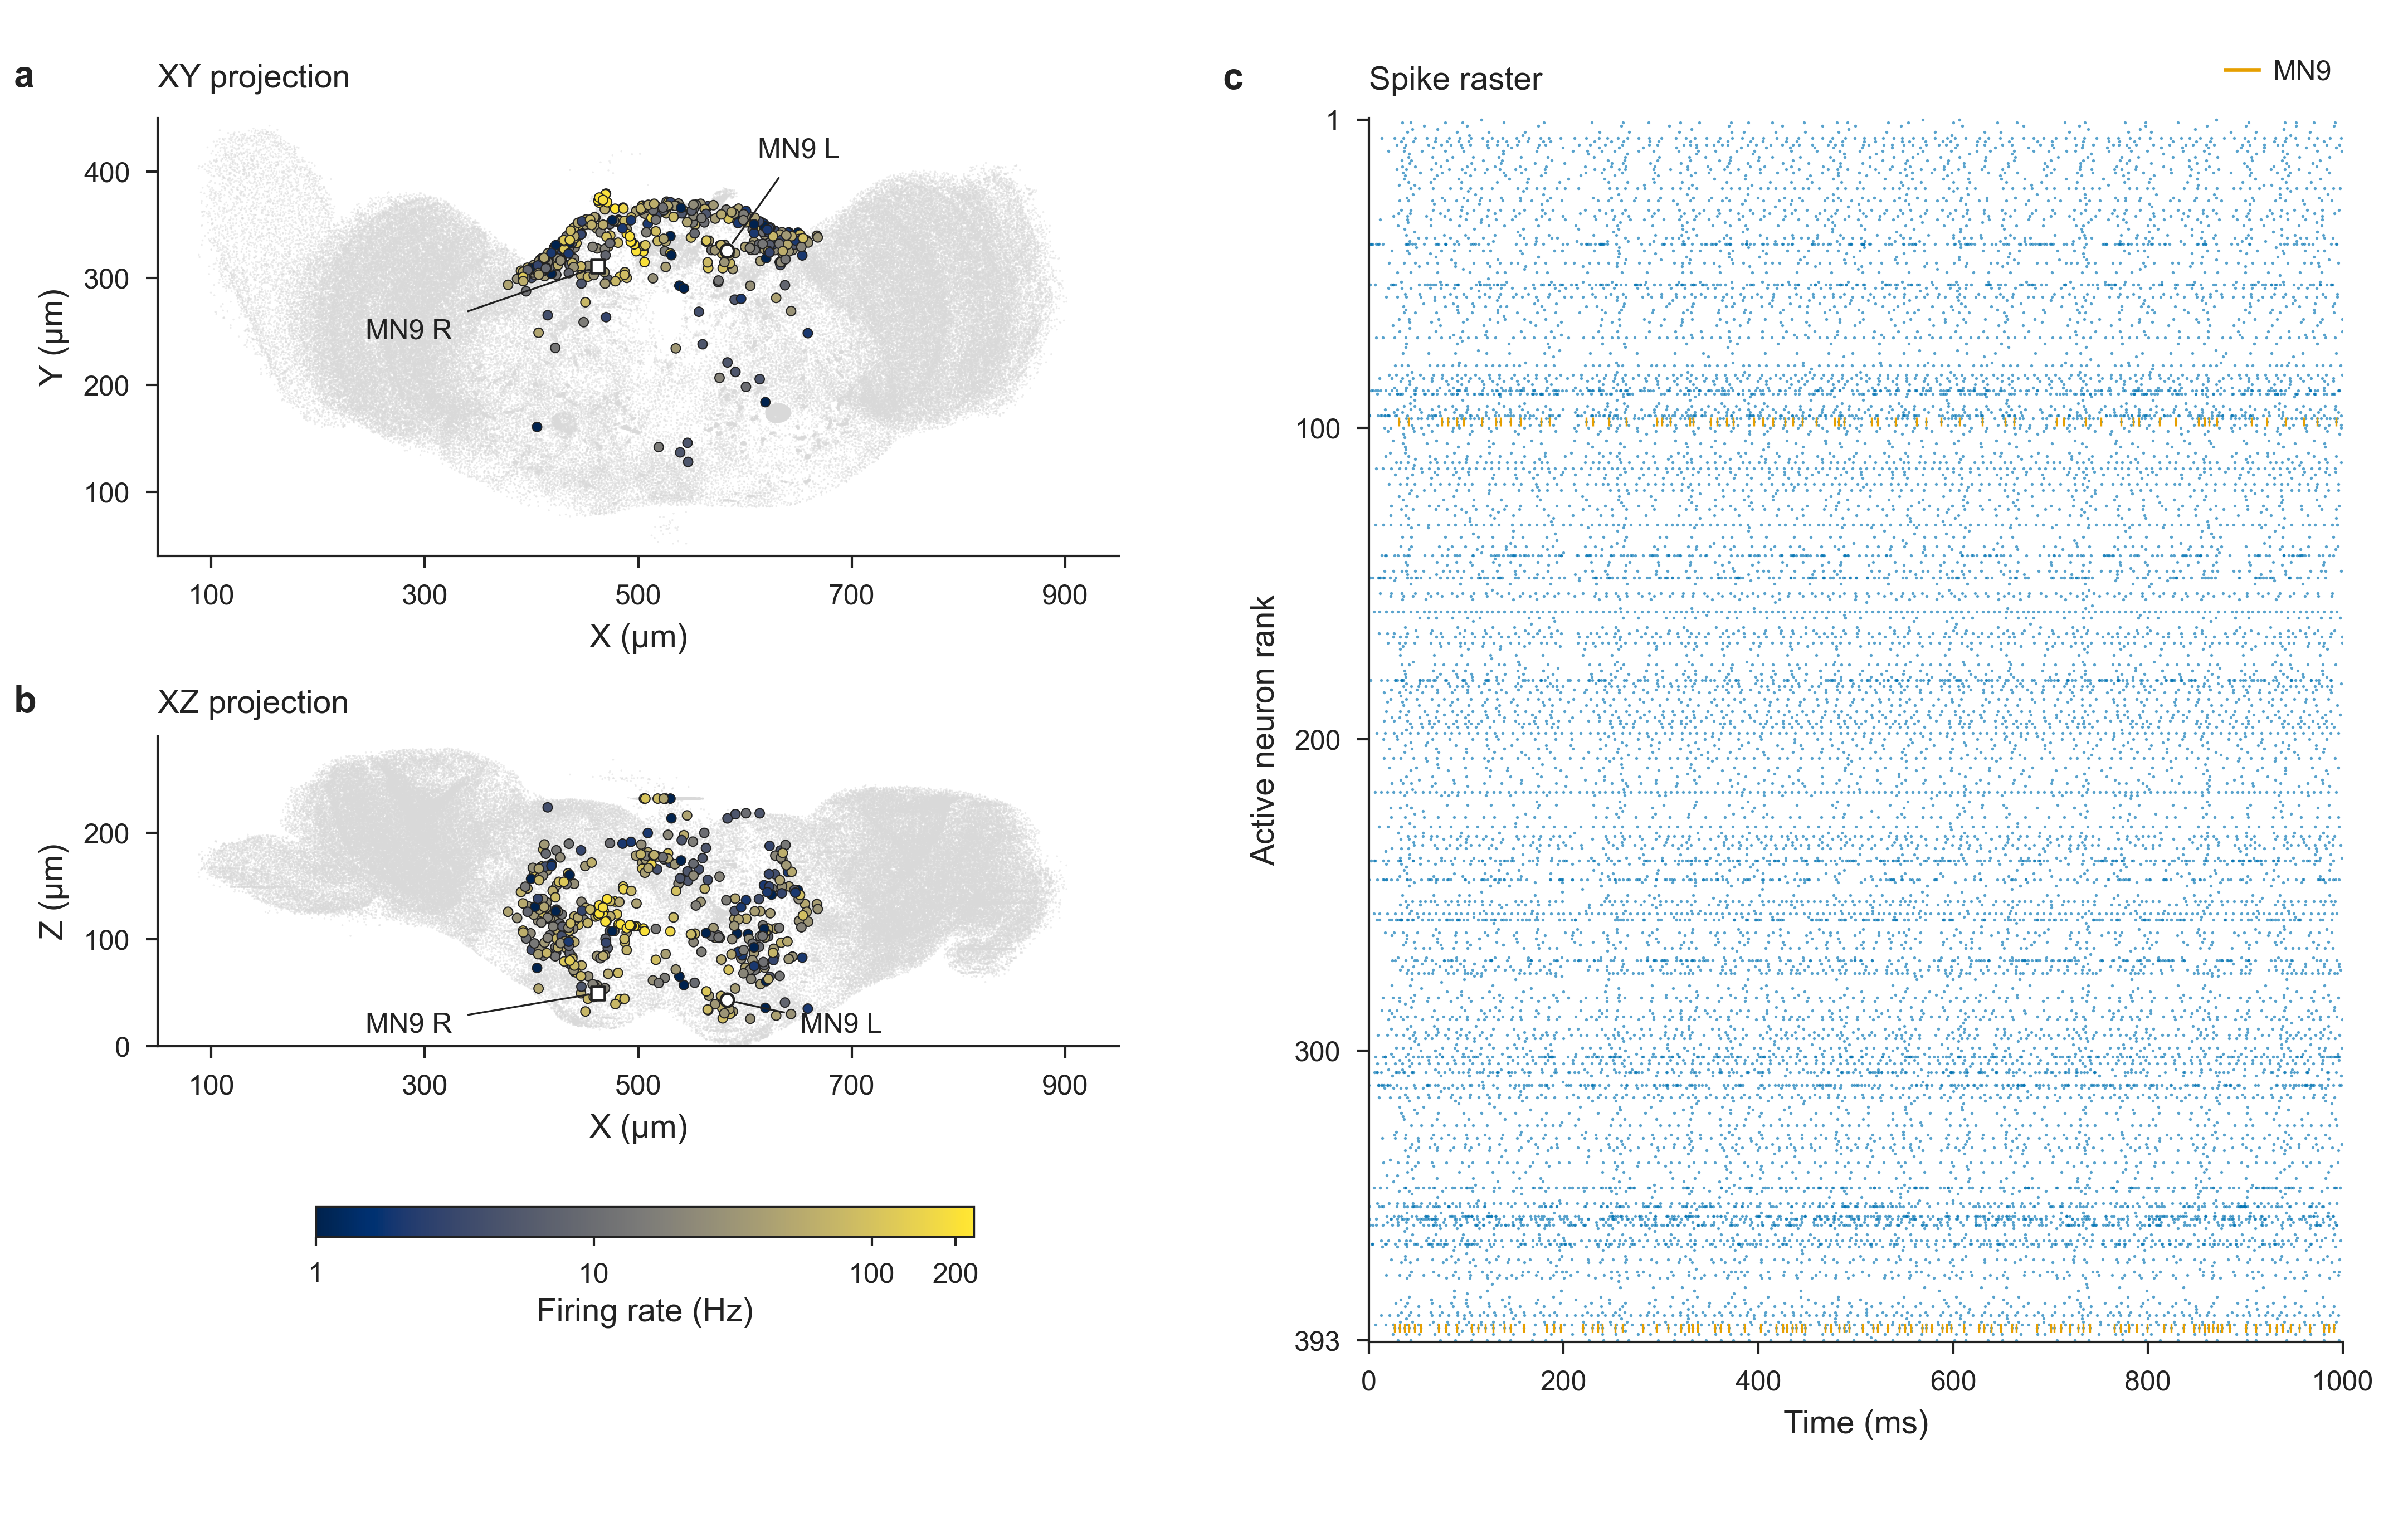 a
XY projection
MN9 L
MN9 R
400
300
200
100
Y (µm)
100
300
500
700
900
X (µm)
b
XZ projection
MN9 R
MN9 L
200
100
0
Z (µm)
100
300
500
700
900
X (µm)
1
10
100
200
Firing rate (Hz)
c
Spike raster
MN9
1
100
200
300
393
Active neuron rank
0
200
400
600
800
1000
Time (ms)